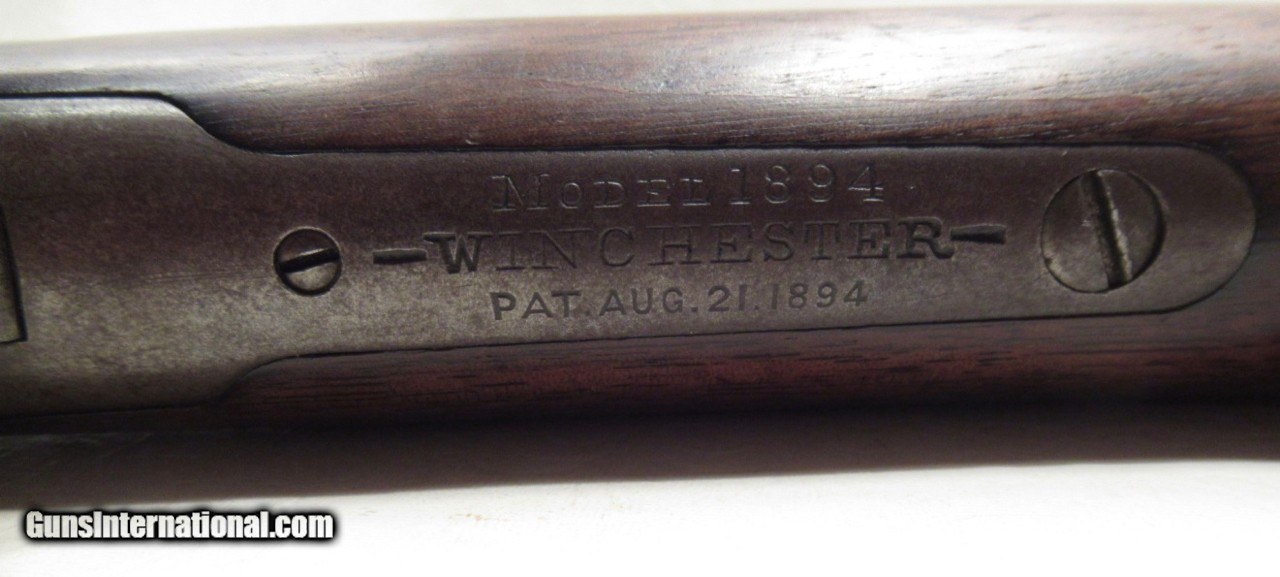 MODEL 1894.
-WINCHESTER-
PAT. AUG. 21. 1894
GunsInternational.com